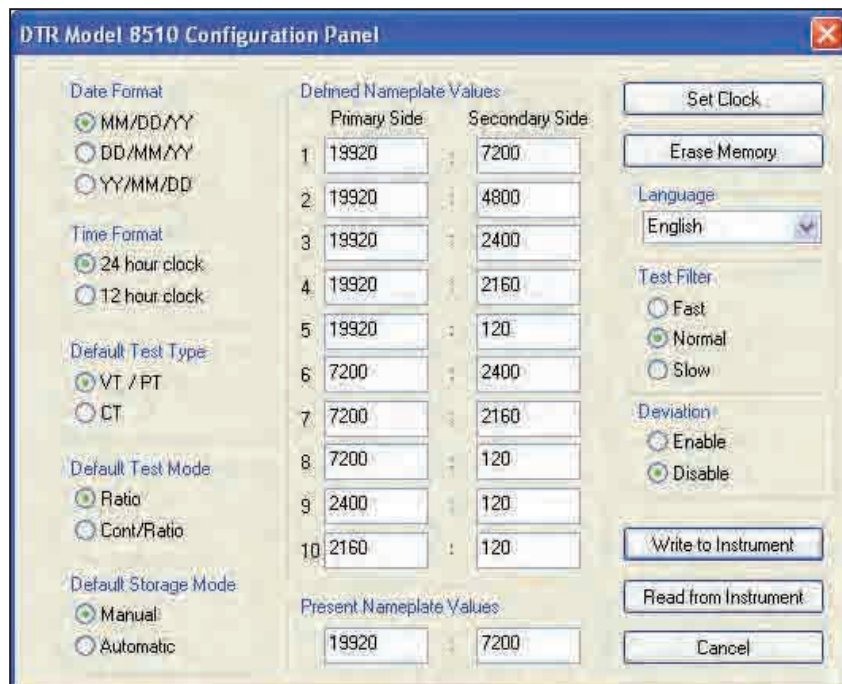 DTR Model 8510 Configuration Panel
Date Format
MM/DD/YY
DD/MM/YY
YY/MM/DD
Time Format
24 hour clock
12 hour clock
Default Test Type
VT / PT
CT
Default Test Mode
Ratio
Cont/Ratio
Default Storage Mode
Manual
Automatic
Defined Nameplate Values
Primary Side Secondary Side
1 19920 : 7200
2 19920 : 4800
3 19920 : 2400
4 19920 : 2160
5 19920 : 120
6 7200 : 2400
7 7200 : 2160
8 7200 : 120
9 2400 : 120
10 2160 : 120
Present Nameplate Values
19920 : 7200
Set Clock
Erase Memory
Language
English
Test Filter
Fast
Normal
Slow
Deviation
Enable
Disable
Write to Instrument
Read from Instrument
Cancel